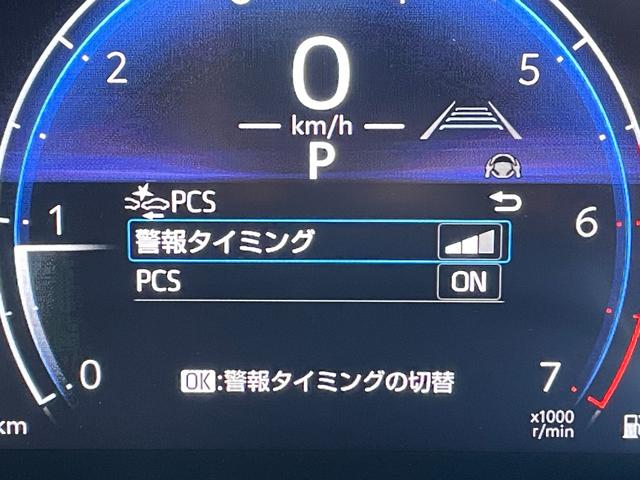 0
2
5
km/h
P
PCS
1
警報タイミング
6
PCS ON
0
OK:警報タイミングの切替
7
km
x1000
r/min